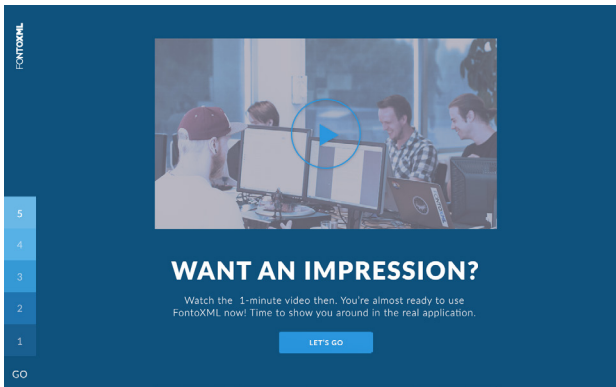 FONTOXML
5
4
3
2
1
GO
WANT AN IMPRESSION?
Watch the 1-minute video then. You're almost ready to use
FontoXML now! Time to show you around in the real application.
LET'S GO